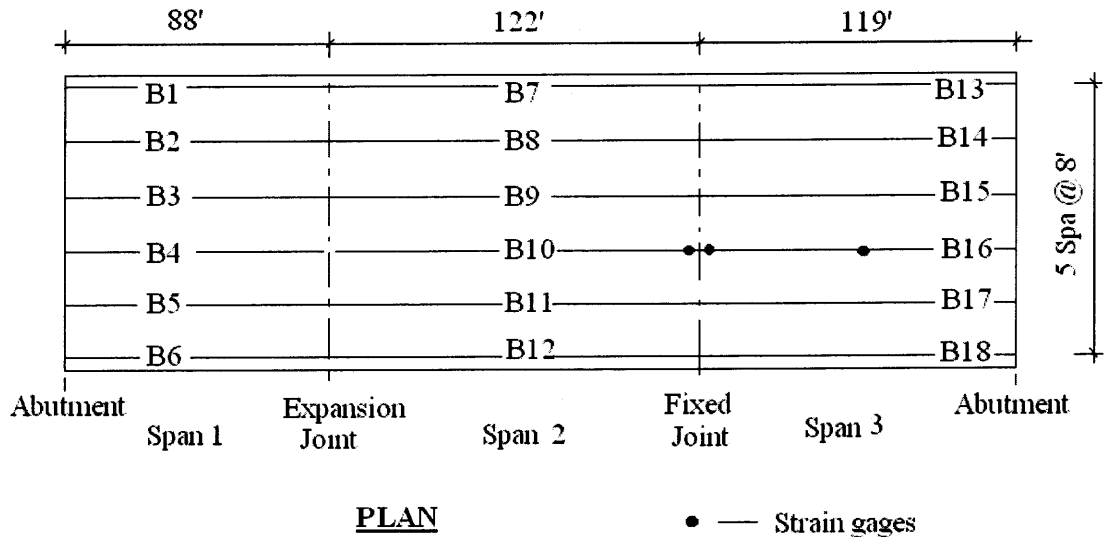 88' 122' 119'
B1 B7 B13
B2 B8 B14
B3 B9 B15
B4 B10 B16
B5 B11 B17
B6 B12 B18
5 Spa @ 8'
Abutment Expansion Joint Fixed Joint Abutment
Span 1 Span 2 Span 3
PLAN
Strain gages